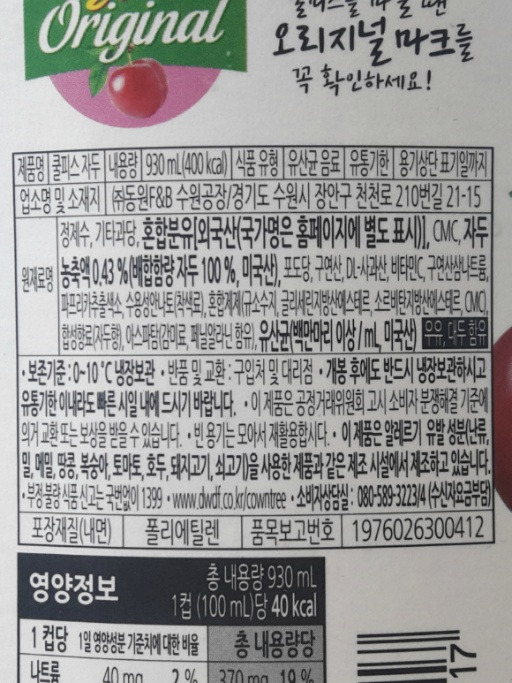 Original
오리지널 마크를
꼭 확인하세요!
제품명 쿨피스 자두 내용량 930 mL(400 kcal) 식품 유형 유산균 음료 유통기한 용기상단 표기일까지
업소명 및 소재지 ㈜동원F&B 수원공장/경기도 수원시 장안구 천천로 210번길 21-15
원재료명 정제수, 기타과당, 혼합분유[외국산(국가명은 홈페이지에 별도 표시)], CMC, 자두
농축액 0.43 %(배합함량 자두 100 %, 미국산), 포도당, 구연산, DL-사과산, 비타민C, 구연산삼나트륨,
파프리카추출색소, 수용성안나토(착색료), 혼합제제(규소수지, 글리세린지방산에스테르, 소르비탄지방산에스테르, CMC),
합성향료(자두향), 아스파탐(감미료, 페닐알라닌 함유), 유산균(백만마리 이상 / mL, 미국산) 우유, 대두 함유
• 보존기준 : 0~10 ℃ 냉장보관 • 반품 및 교환 : 구입처 및 대리점 • 개봉 후에도 반드시 냉장보관하시고
유통기한 이내라도 빠른 시일 내에 드시기 바랍니다. • 이 제품은 공정거래위원회 고시 소비자 분쟁해결 기준에
의거 교환 또는 보상을 받을 수 있습니다. • 빈 용기는 모아서 재활용합시다. • 이 제품은 알레르기 유발 성분(난류,
밀, 메밀, 땅콩, 복숭아, 토마토, 호두, 돼지고기, 쇠고기)을 사용한 제품과 같은 제조 시설에서 제조하고 있습니다.
• 부정·불량 식품 신고는 국번없이 1399 • www.dwdf.co.kr/cowntree • 소비자상담실 : 080-589-3223/4 (수신자요금부담)
포장재질(내면) 폴리에틸렌 품목보고번호 1976026300412
영양정보 총 내용량 930 mL
1컵 (100 mL)당 40 kcal
1 컵당 1일 영양성분 기준치에 대한 비율 총 내용량당
나트륨 40 mg 2 % 370 mg 19 %
17